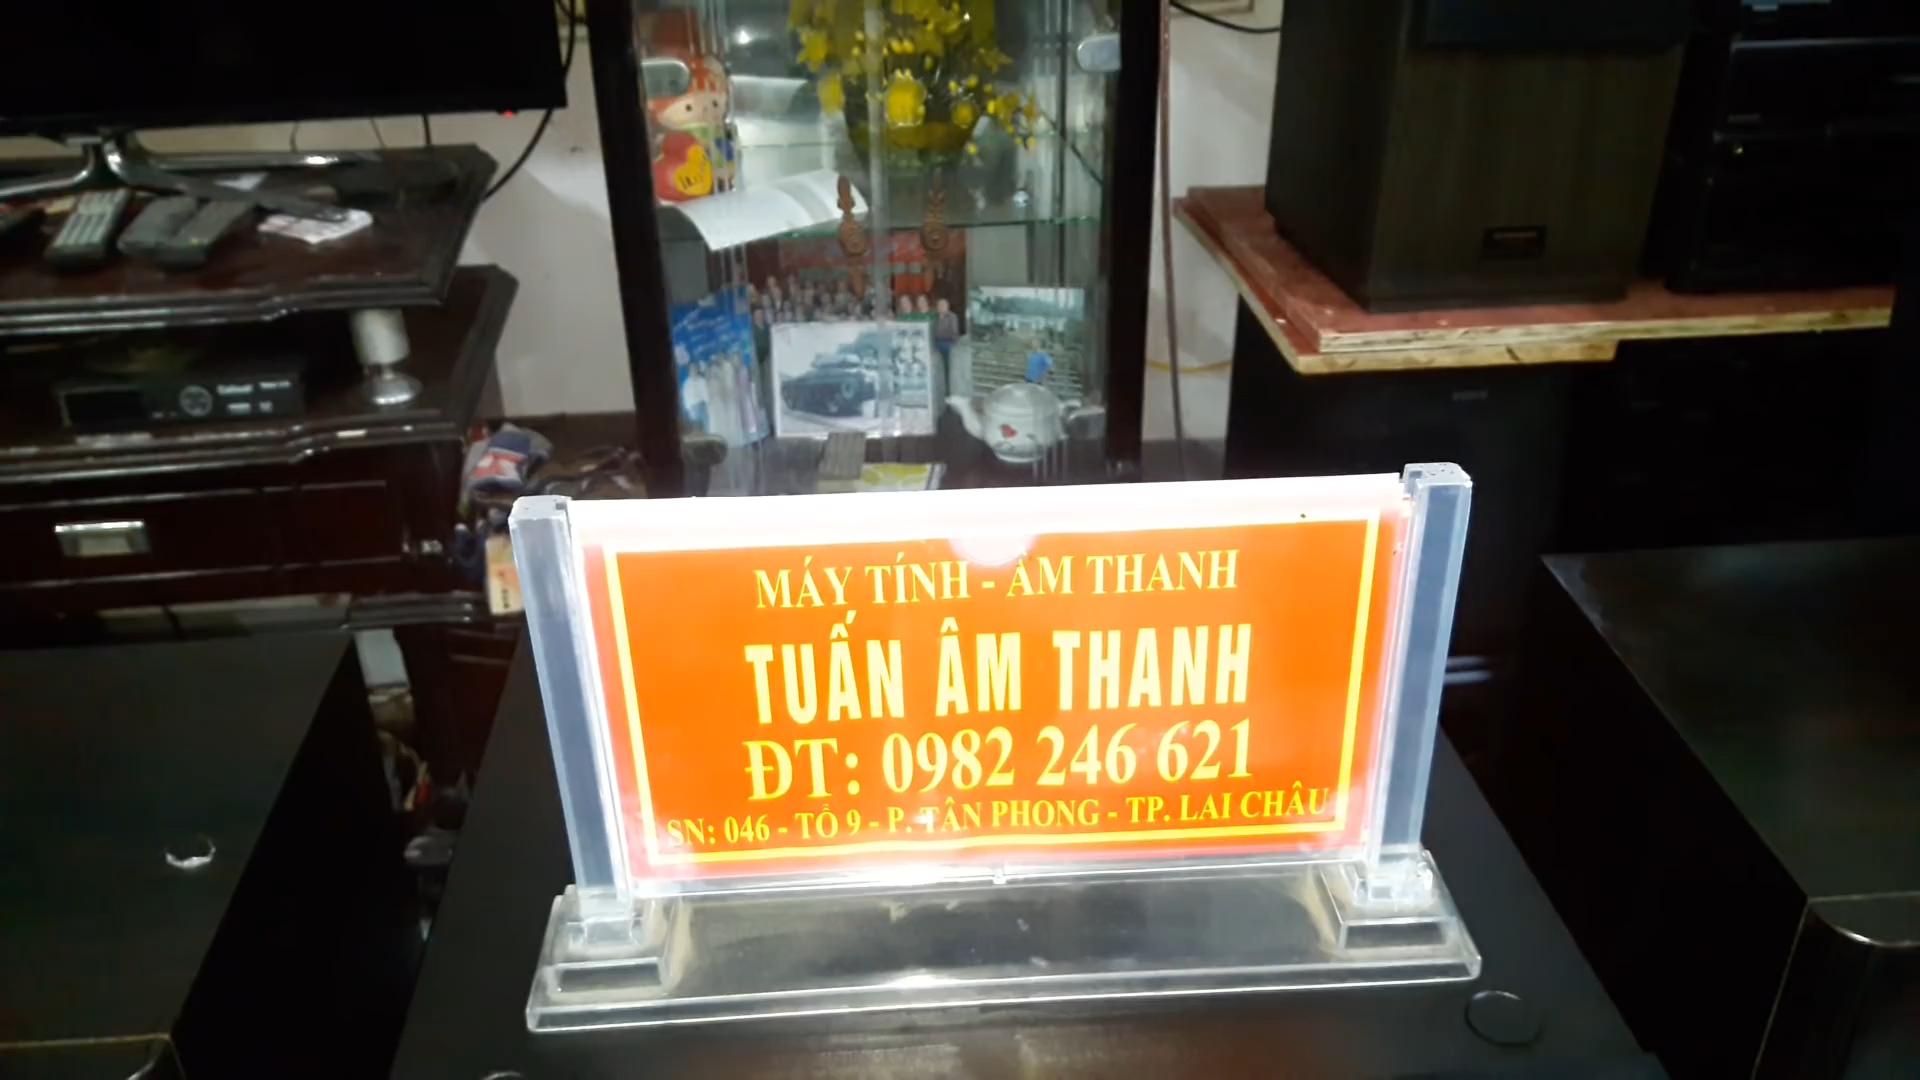 MÁY TÍNH - ÂM THANH
TUẤN ÂM THANH
ĐT: 0982 246 621
SN: 046 - TỔ 9 - P. TÂN PHONG - TP. LAI CHÂU